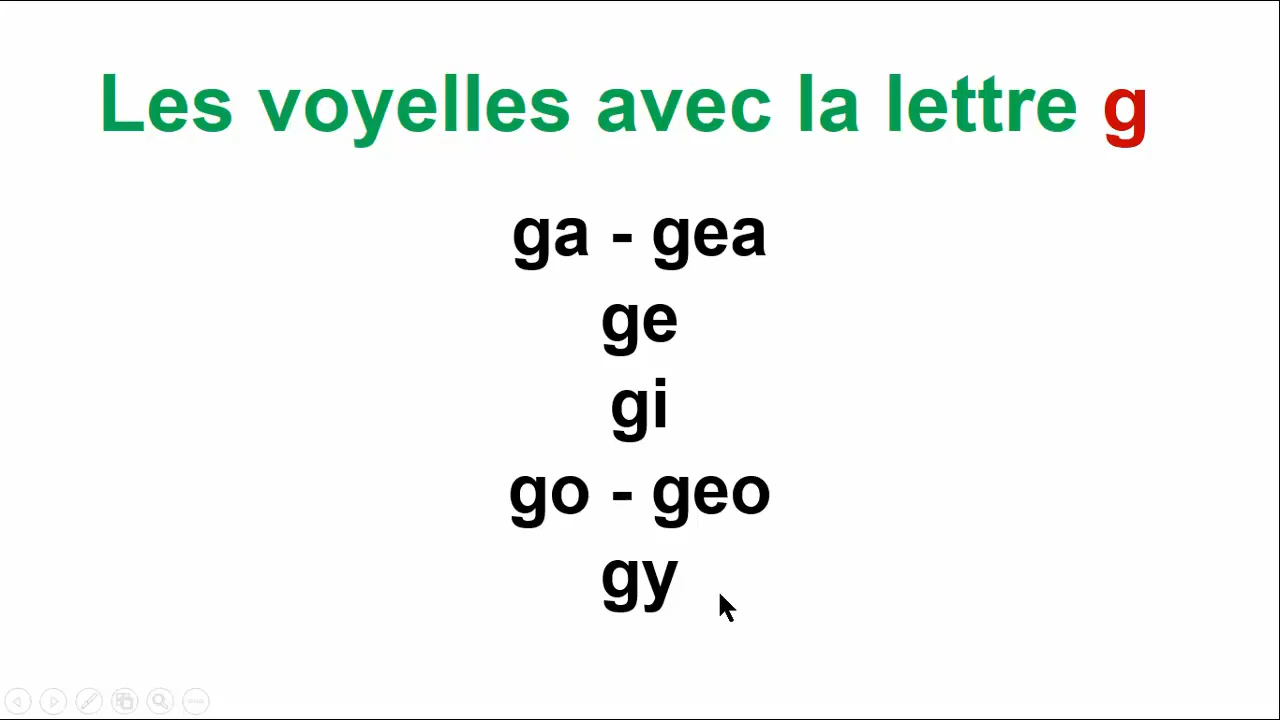 Les voyelles avec la lettre g
ga - gea
ge
gi
go - geo
gy